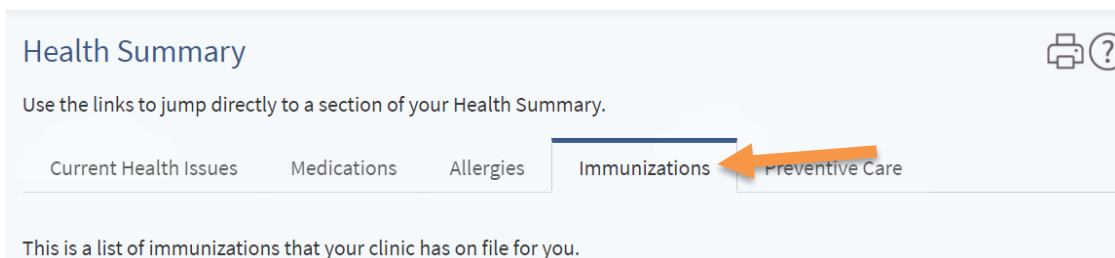 Health Summary
?
Use the links to jump directly to a section of your Health Summary.
Current Health Issues Medications Allergies Immunizations Preventive Care
This is a list of immunizations that your clinic has on file for you.